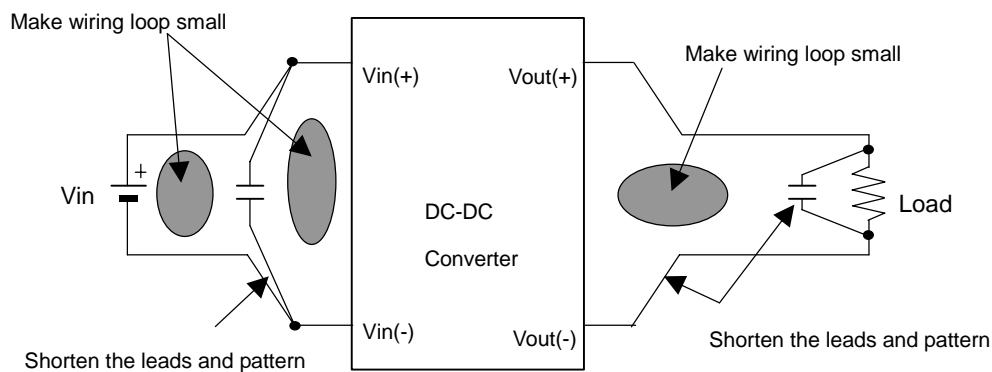 Make wiring loop small
Vin(+)
Vout(+)
Make wiring loop small
+
Vin
DC-DC
Converter
Load
Vin(-)
Vout(-)
Shorten the leads and pattern
Shorten the leads and pattern